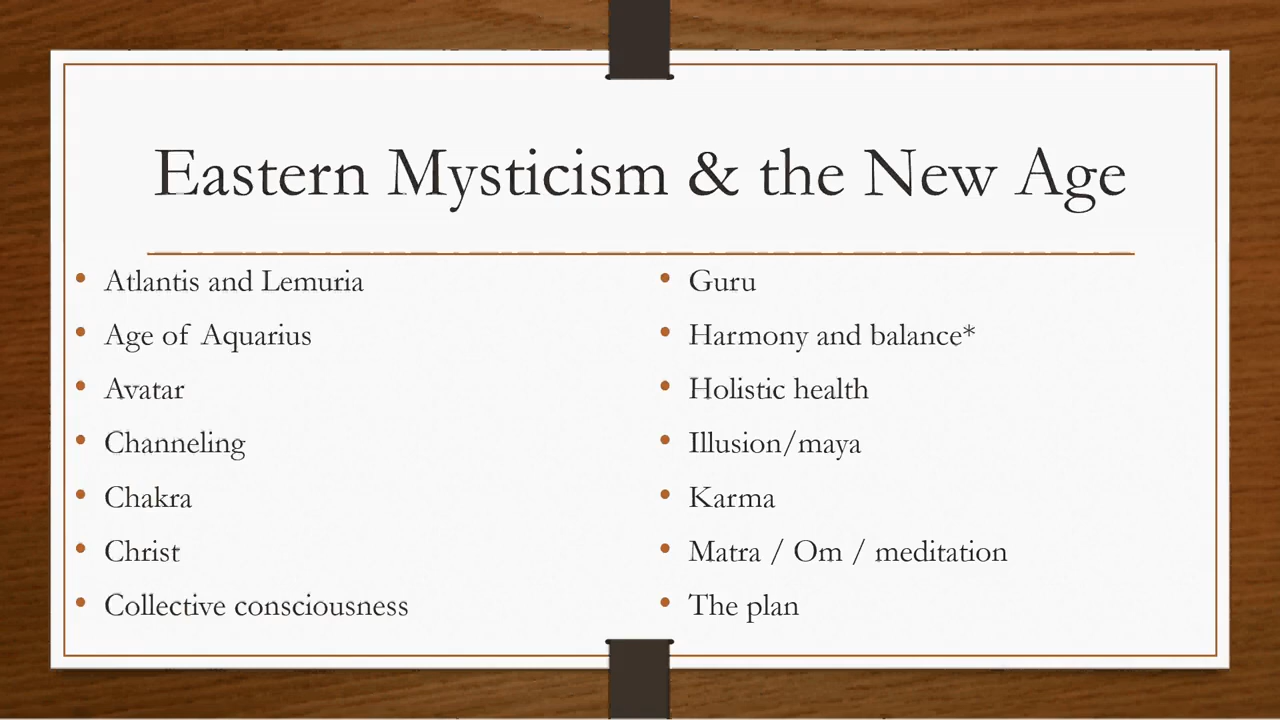 Eastern Mysticism & the New Age
• Atlantis and Lemuria
• Age of Aquarius
• Avatar
• Channeling
• Chakra
• Christ
• Collective consciousness
• Guru
• Harmony and balance*
• Holistic health
• Illusion/maya
• Karma
• Matra / Om / meditation
• The plan